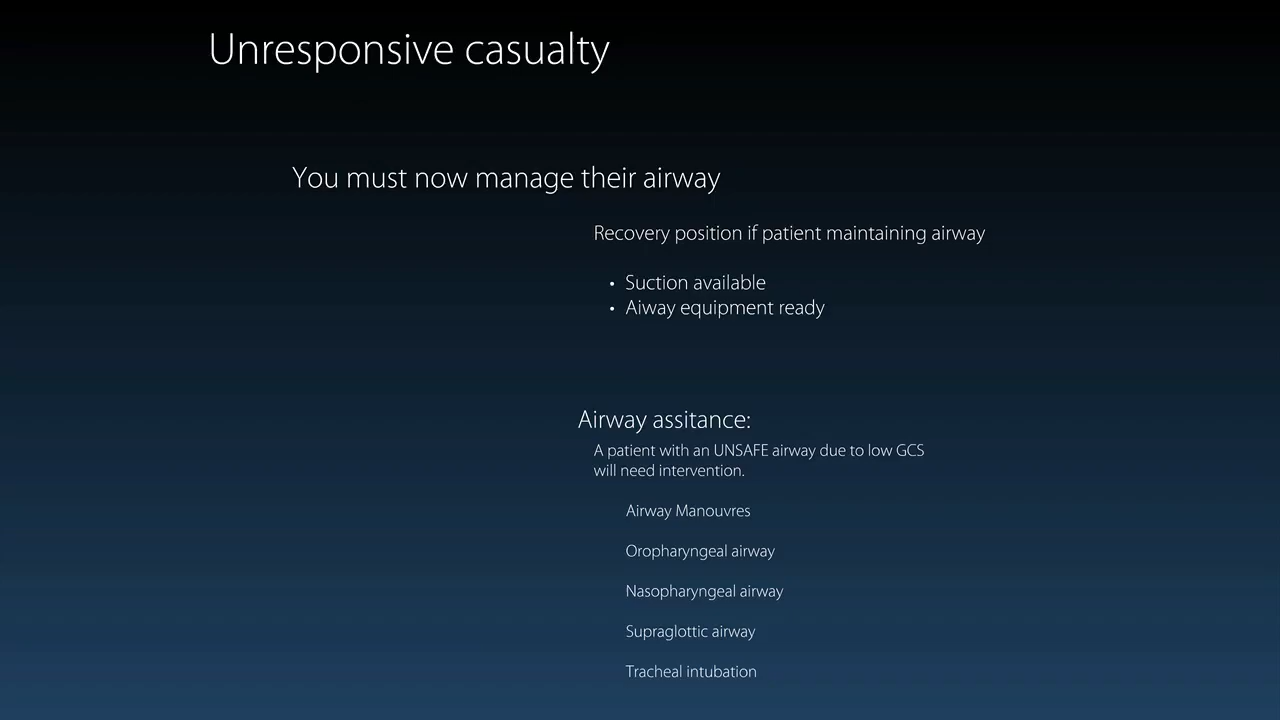 Unresponsive casualty
You must now manage their airway
Recovery position if patient maintaining airway
• Suction available
• Aiway equipment ready
Airway assitance:
A patient with an UNSAFE airway due to low GCS
will need intervention.
Airway Manouvres
Oropharyngeal airway
Nasopharyngeal airway
Supraglottic airway
Tracheal intubation